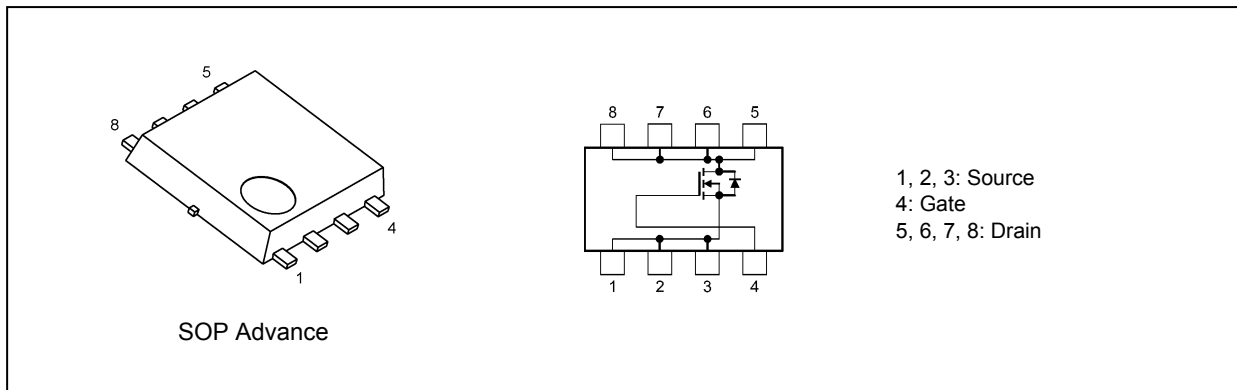 5
8
4
1
SOP Advance
8 7 6 5
1 2 3 4
1, 2, 3: Source
4: Gate
5, 6, 7, 8: Drain